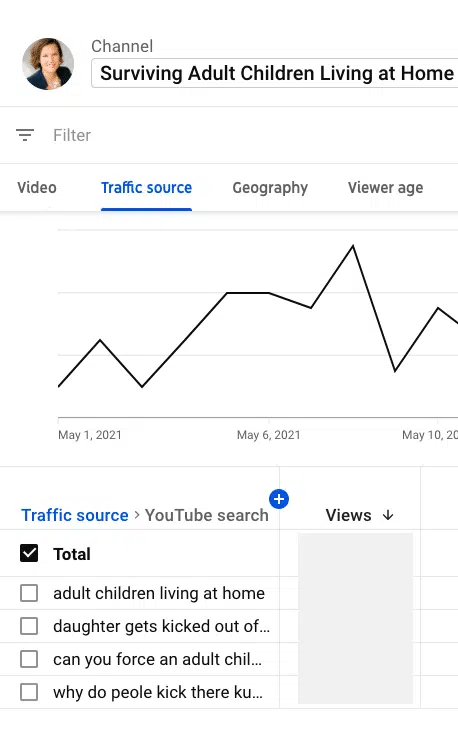 Channel
Surviving Adult Children Living at Home
Filter
Video Traffic source Geography Viewer age
May 1, 2021 May 6, 2021 May 10, 20
Traffic source > YouTube search Views ↓
Total
adult children living at home
daughter gets kicked out of...
can you force an adult chil...
why do peole kick there ku...